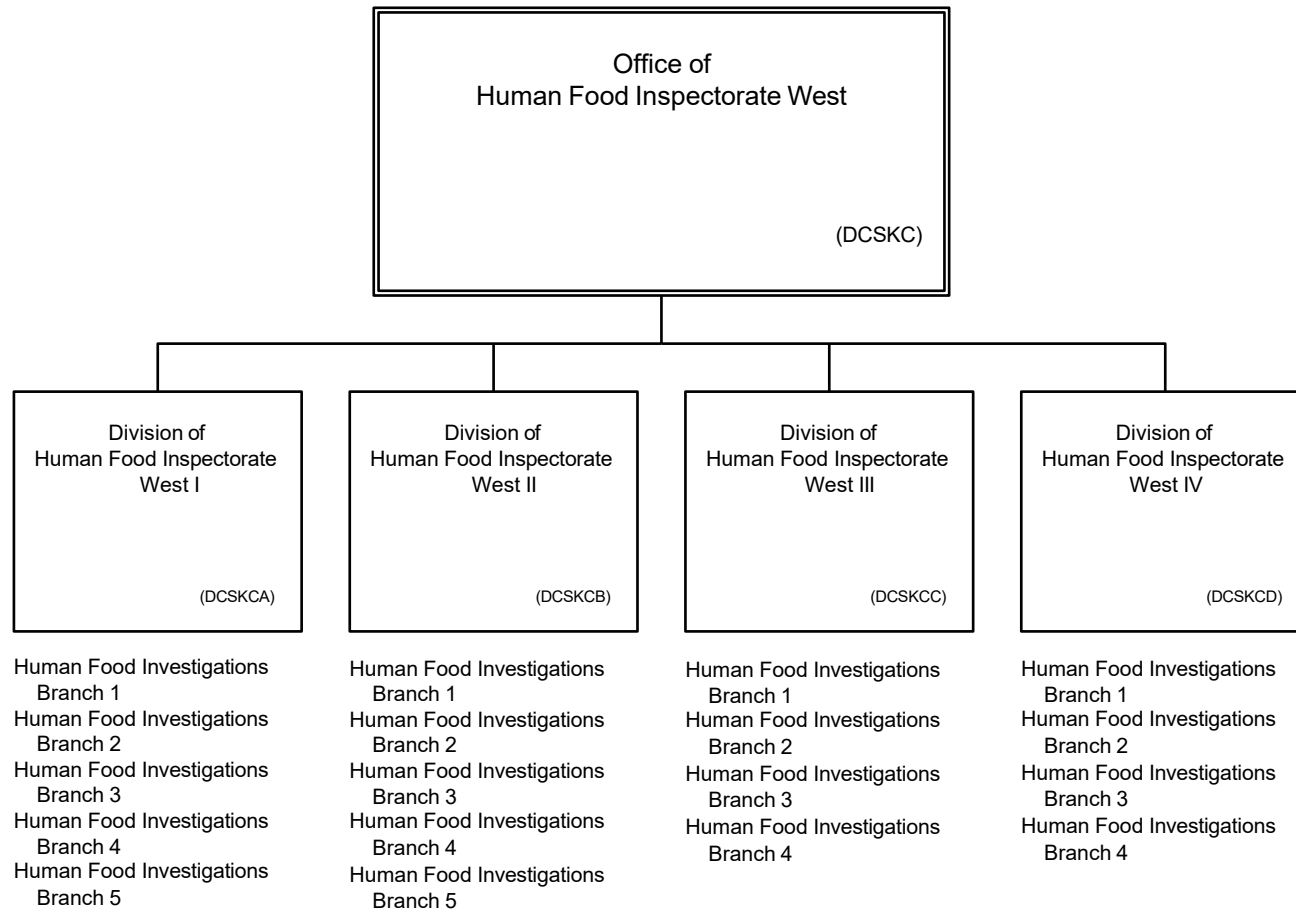 Office of
Human Food Inspectorate West
(DCSKC)
Division of
Human Food Inspectorate
West I
(DCSKCA)
Human Food Investigations
Branch 1
Human Food Investigations
Branch 2
Human Food Investigations
Branch 3
Human Food Investigations
Branch 4
Human Food Investigations
Branch 5
Division of
Human Food Inspectorate
West II
(DCSKCB)
Human Food Investigations
Branch 1
Human Food Investigations
Branch 2
Human Food Investigations
Branch 3
Human Food Investigations
Branch 4
Human Food Investigations
Branch 5
Division of
Human Food Inspectorate
West III
(DCSKCC)
Human Food Investigations
Branch 1
Human Food Investigations
Branch 2
Human Food Investigations
Branch 3
Human Food Investigations
Branch 4
Division of
Human Food Inspectorate
West IV
(DCSKCD)
Human Food Investigations
Branch 1
Human Food Investigations
Branch 2
Human Food Investigations
Branch 3
Human Food Investigations
Branch 4